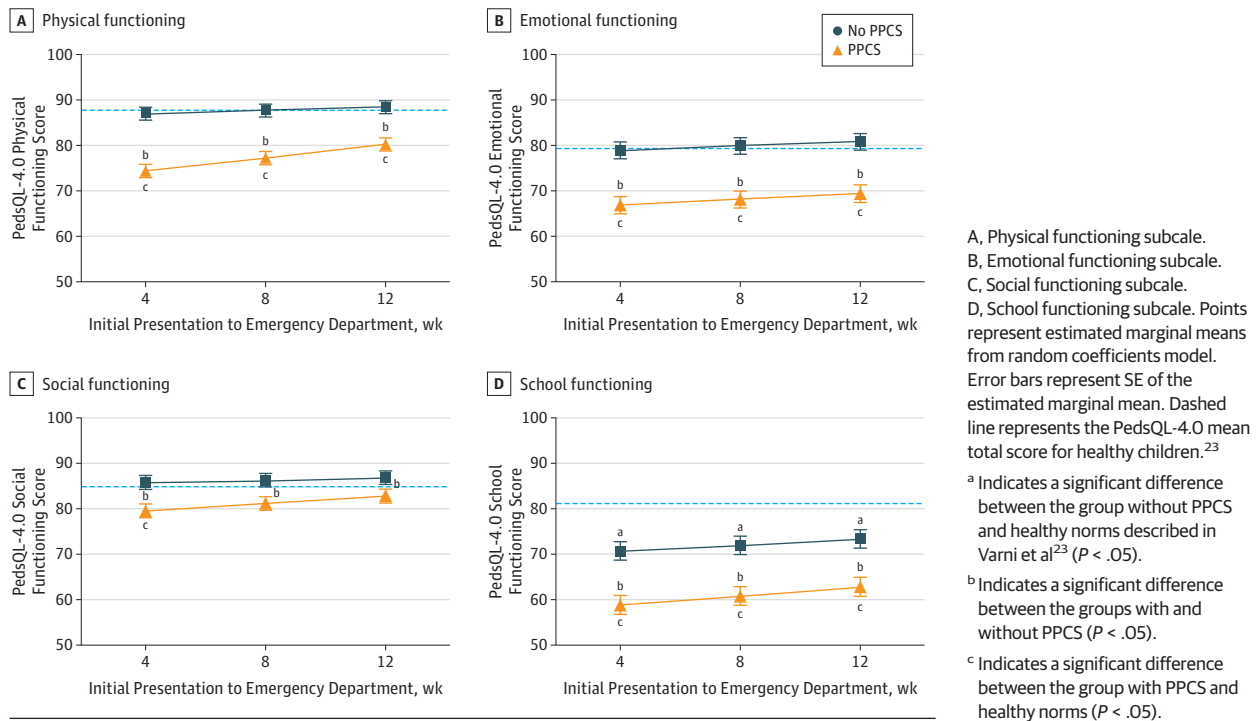 A Physical functioning
100
90
80
70
60
50
PedsQL-4.0 Physical
Functioning Score
b
b
b
c
c
c
4 8 12
Initial Presentation to Emergency Department, wk
B Emotional functioning
No PPCS
PPCS
100
90
80
70
60
50
PedsQL-4.0 Emotional
Functioning Score
b b b
c c c
4 8 12
Initial Presentation to Emergency Department, wk
C Social functioning
100
90
80
70
60
50
PedsQL-4.0 Social
Functioning Score
b b b
c
4 8 12
Initial Presentation to Emergency Department, wk
D School functioning
100
90
80
70
60
50
PedsQL-4.0 School
Functioning Score
a a a
b b b
c c c
4 8 12
Initial Presentation to Emergency Department, wk
A, Physical functioning subcale.
B, Emotional functioning subcale.
C, Social functioning subcale.
D, School functioning subcale. Points
represent estimated marginal means
from random coefficients model.
Error bars represent SE of the
estimated marginal mean. Dashed
line represents the PedsQL-4.0 mean
total score for healthy children.23
a Indicates a significant difference
between the group without PPCS
and healthy norms described in
Varni et al23 (P < .05).
b Indicates a significant difference
between the groups with and
without PPCS (P < .05).
c Indicates a significant difference
between the group with PPCS and
healthy norms (P < .05).